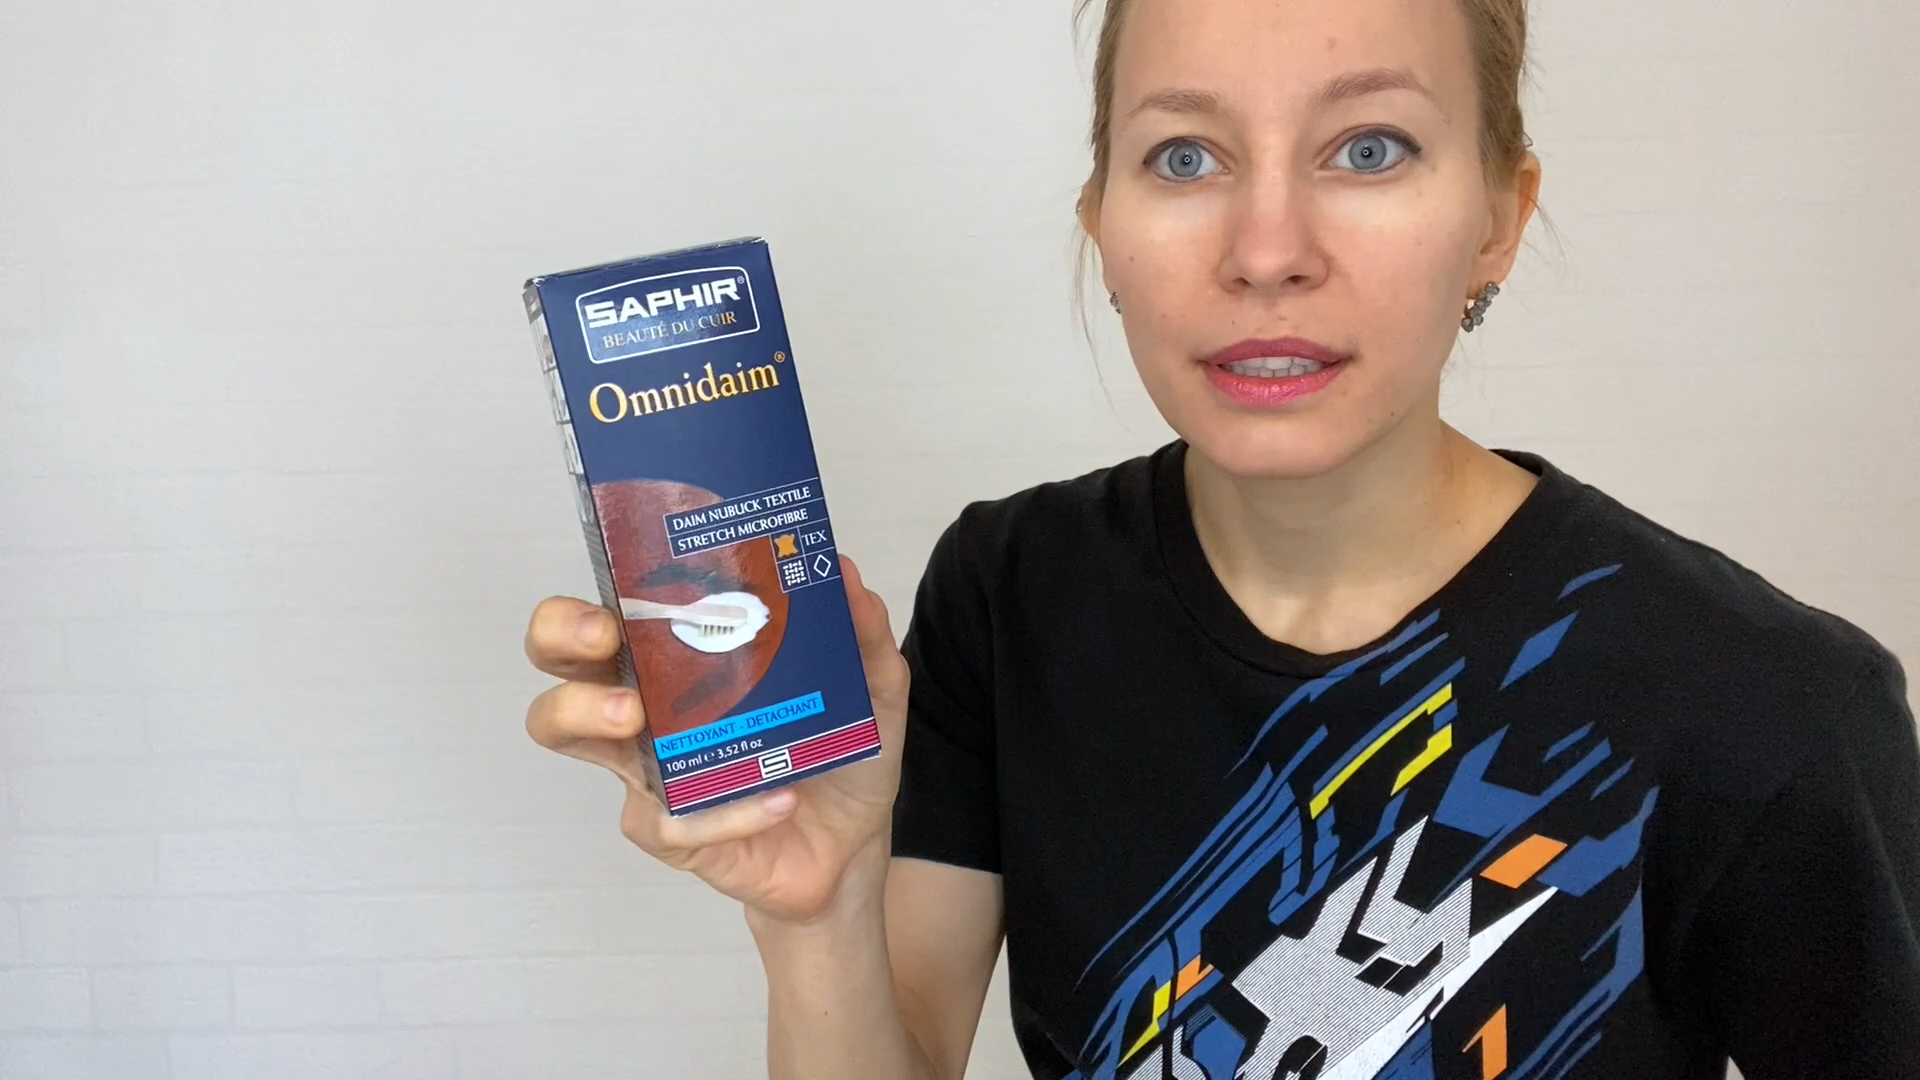 SAPHIR®
BEAUTÉ DU CUIR
Omnidaim®
DAIM NUBUCK TEXTILE
STRETCH MICROFIBRE
TEX
NETTOYANT - DETACHANT
100 ml e 3,52 fl oz
S